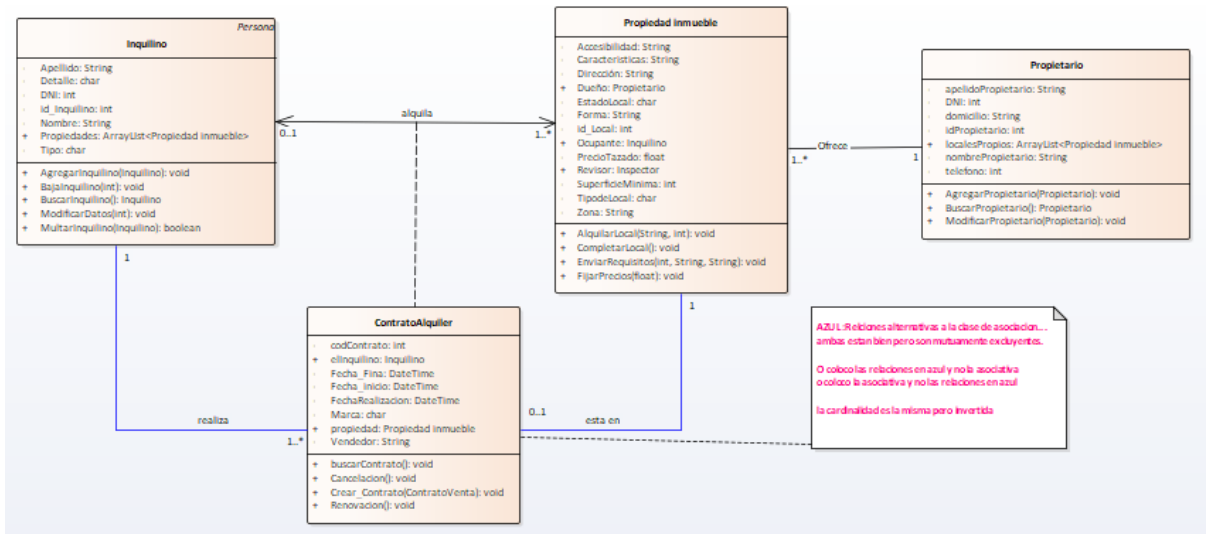 Persona
Inquilino
Apellido: String
Detalle: char
DNI: int
id_Inquilino: int
Nombre: String
+ Propiedades: ArrayList<Propiedad inmueble>
Tipo: char
+ AgregarInquilino(Inquilino): void
+ BajaInquilino(int): void
+ BuscarInquilino(): Inquilino
+ ModificarDatos(int): void
+ MultarInquilino(Inquilino): boolean
alquila
0..1
1..*
Propiedad inmueble
Accesibilidad: String
Caracteristicas: String
Dirección: String
+ Dueño: Propietario
EstadoLocal: char
Forma: String
id_Local: int
+ Ocupante: Inquilino
PrecioTazado: float
+ Revisor: Inspector
SuperficieMinima: int
TipodeLocal: char
Zona: String
+ AlquilarLocal(String, int): void
+ CompletarLocal(): void
+ EnviarRequisitos(int, String, String): void
+ FijarPrecios(float): void
Ofrece
1..*
1
Propietario
apelidoPropietario: String
DNI: int
domicilio: String
idPropietario: int
+ localesPropios: ArrayList<Propiedad inmueble>
nombrePropietario: String
telefono: int
+ AgregarPropietario(Propietario): void
+ BuscarPropietario(): Propietario
+ ModificarPropietario(Propietario): void
1
1
ContratoAlquiler
codContrato: int
+ elInquilino: Inquilino
Fecha_Fina: DateTime
Fecha_inicio: DateTime
FechaRealizacion: DateTime
Marca: char
+ propiedad: Propiedad inmueble
Vendedor: String
+ buscarContrato(): void
+ Cancelacion(): void
+ Crear_Contrato(ContratoVenta): void
+ Renovacion(): void
realiza
1..*
0..1
esta en
AZUL:Relciones alternativas a la clase de asociacion....
ambas estan bien pero son mutuamente excluyentes.
O coloco las relaciones en azul y no la asociativa
o coloco la asociativa y no las relaciones en azul
la cardinalidad es la misma pero invertida